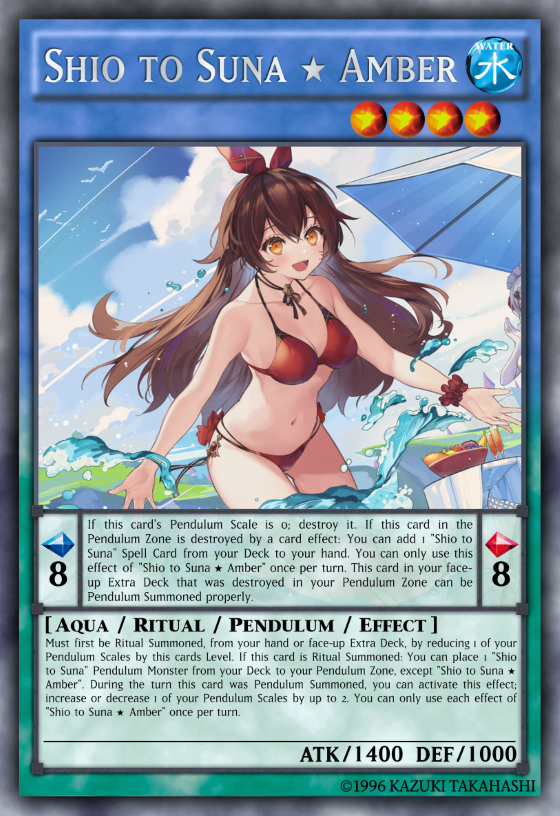 Shio to Suna ★ Amber
WATER
水
If this card's Pendulum Scale is 0; destroy it. If this card in the
Pendulum Zone is destroyed by a card effect: You can add 1 "Shio to
Suna" Spell Card from your Deck to your hand. You can only use this
effect of "Shio to Suna ★ Amber" once per turn. This card in your face-
up Extra Deck that was destroyed in your Pendulum Zone can be
Pendulum Summoned properly.
8
8
[ Aqua / Ritual / Pendulum / Effect ]
Must first be Ritual Summoned, from your hand or face-up Extra Deck, by reducing 1 of your
Pendulum Scales by this cards Level. If this card is Ritual Summoned: You can place 1 "Shio
to Suna" Pendulum Monster from your Deck to your Pendulum Zone, except "Shio to Suna ★
Amber". During the turn this card was Pendulum Summoned, you can activate this effect;
increase or decrease 1 of your Pendulum Scales by up to 2. You can only use each effect of
"Shio to Suna ★ Amber" once per turn.
ATK/1400 DEF/1000
©1996 KAZUKI TAKAHASHI